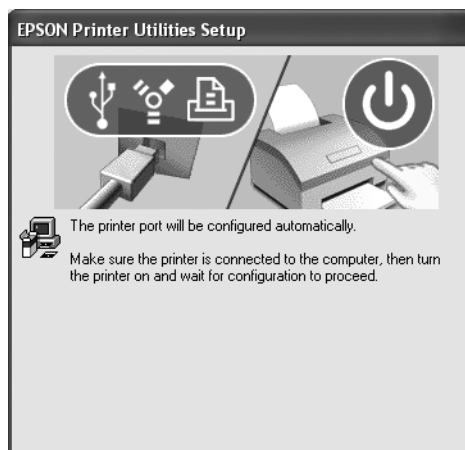 EPSON Printer Utilities Setup
The printer port will be configured automatically.
Make sure the printer is connected to the computer, then turn
the printer on and wait for configuration to proceed.